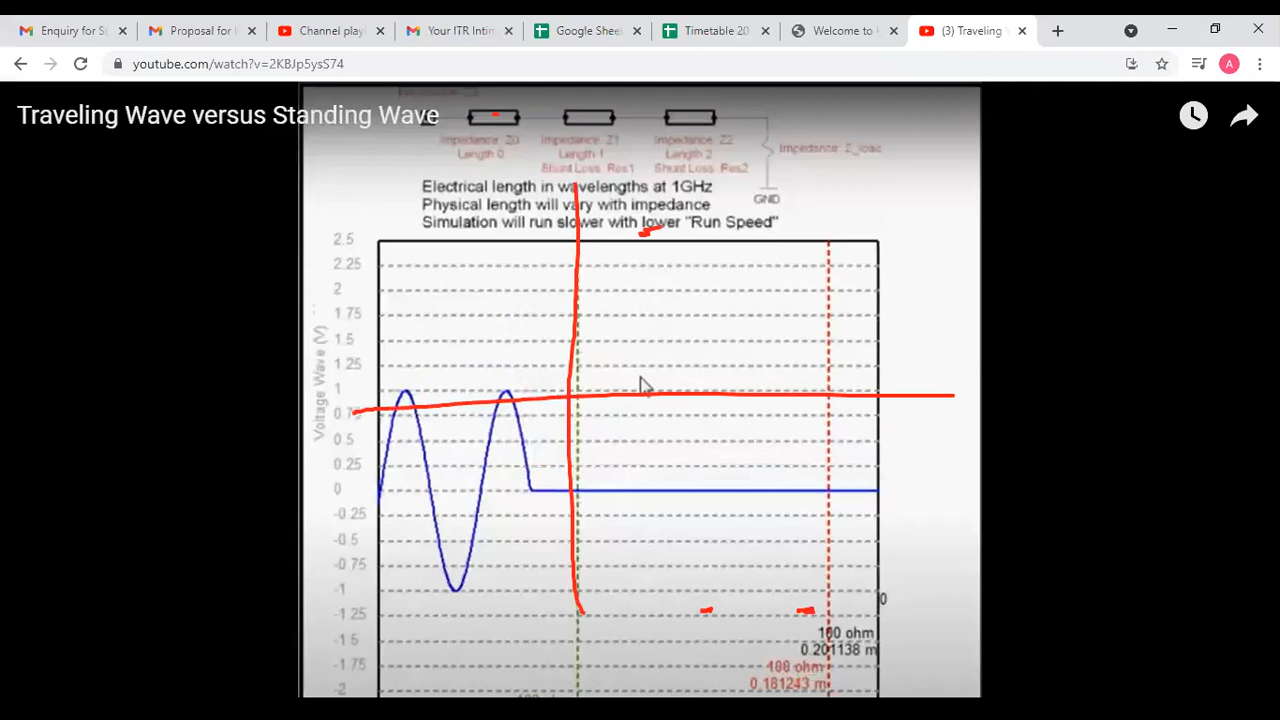 Enquiry for S
Proposal for
Channel play
Your ITR Inti
Google Shee
Timetable 20
Welcome to
(3) Traveling
youtube.com/watch?v=2KBJp5ysS74
A
Traveling Wave versus Standing Wave
Impedance: Z0
Length 0
Impedance: Z1
Length 1
Shunt Loss: Res1
Impedance: Z2
Length 2
Shunt Loss: Res2
Impedance: Z_load
GND
Electrical length in wavelengths at 1GHz
Physical length will vary with impedance
Simulation will run slower with lower "Run Speed"
Voltage Wave (V)
2.5
2.25
2
1.75
1.5
1.25
1
0.75
0.5
0.25
0
-0.25
-0.5
-0.75
-1
-1.25
-1.5
-1.75
-2
0
100 ohm
0.201138 m
100 ohm
0.181243 m